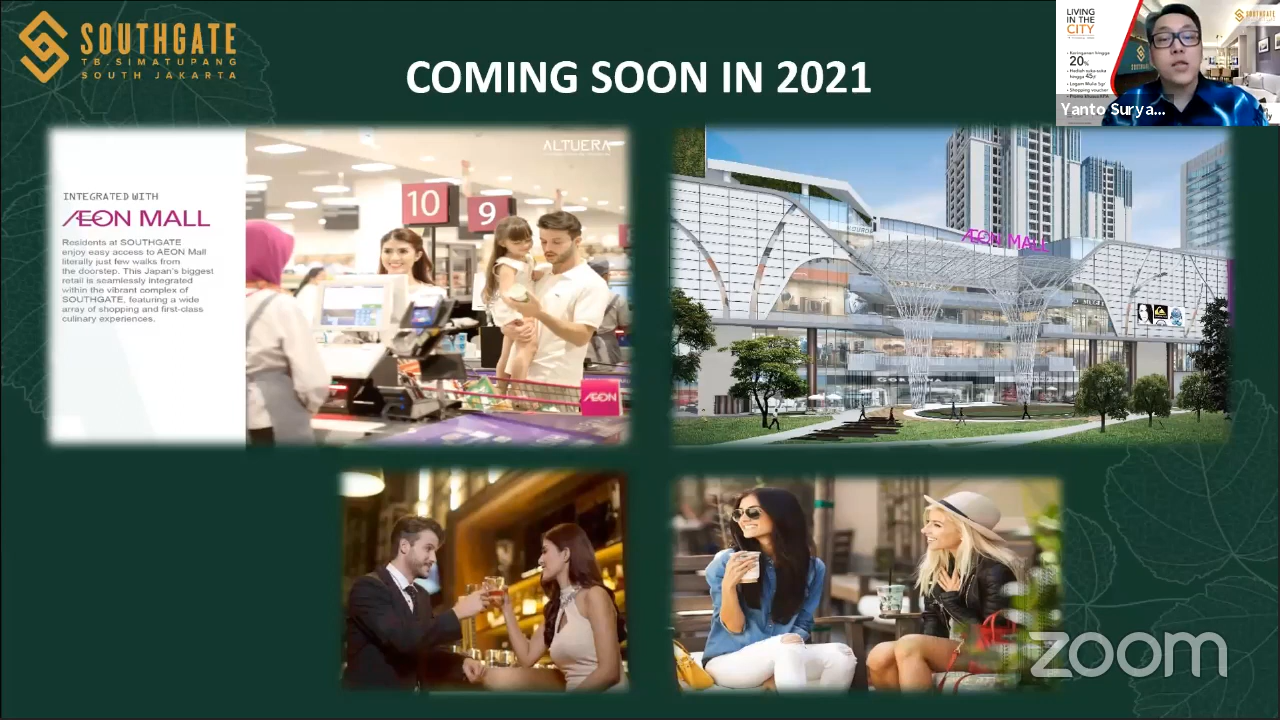 SOUTHGATE
TB.SIMATUPANG
SOUTH JAKARTA
COMING SOON IN 2021
LIVING
IN THE
CITY
20%
Yanto Surya...
SOUTHGATE
INTEGRATED WITH
ÆON MALL
Residents at SOUTHGATE
enjoy easy access to AEON Mall
literally just few walks from
the doorstep. This Japan's biggest
retail is seamlessly integrated
within the vibrant complex of
SOUTHGATE, featuring a wide
array of shopping and first-class
culinary experiences.
ALTUERA
10
9
ÆON
ÆON MALL
zoom